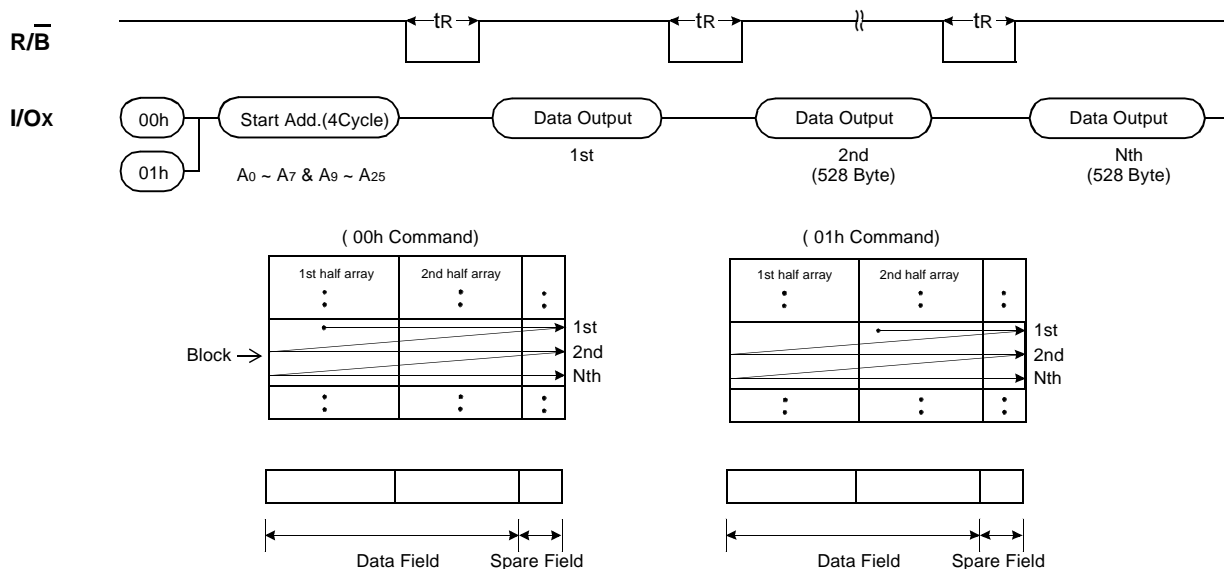 tR tR tR
R/B
I/Ox 00h Start Add.(4Cycle) Data Output Data Output Data Output
01h A0 ~ A7 & A9 ~ A25 1st 2nd Nth
(528 Byte) (528 Byte)
( 00h Command) ( 01h Command)
1st half array 2nd half array 1st half array 2nd half array
1st 1st
Block 2nd 2nd
Nth Nth
Data Field Spare Field Data Field Spare Field